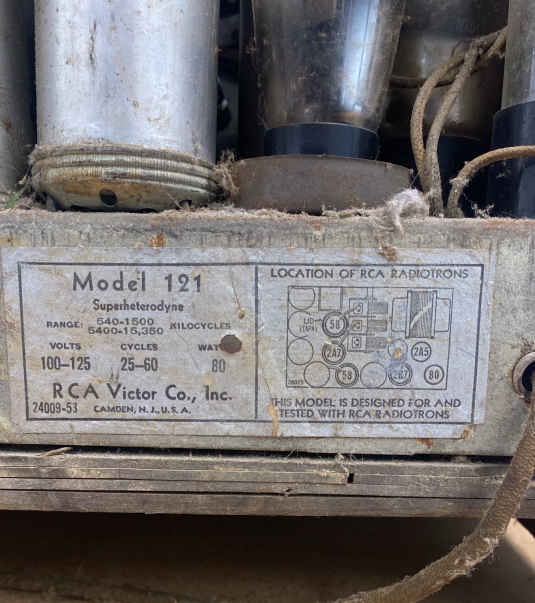 Model 121
Superheterodyne
RANGE: 540-1500 KILOCYCLES
5400-15,350
VOLTS CYCLES
100-125 25-60 80
RCA Victor Co., Inc.
24009-53 CAMDEN, N.J., U.S.A.
LOCATION OF RCA RADIOTRONS
58
2A7
2A5
58
2B7
80
THIS MODEL IS DESIGNED FOR AND
TESTED WITH RCA RADIOTRONS